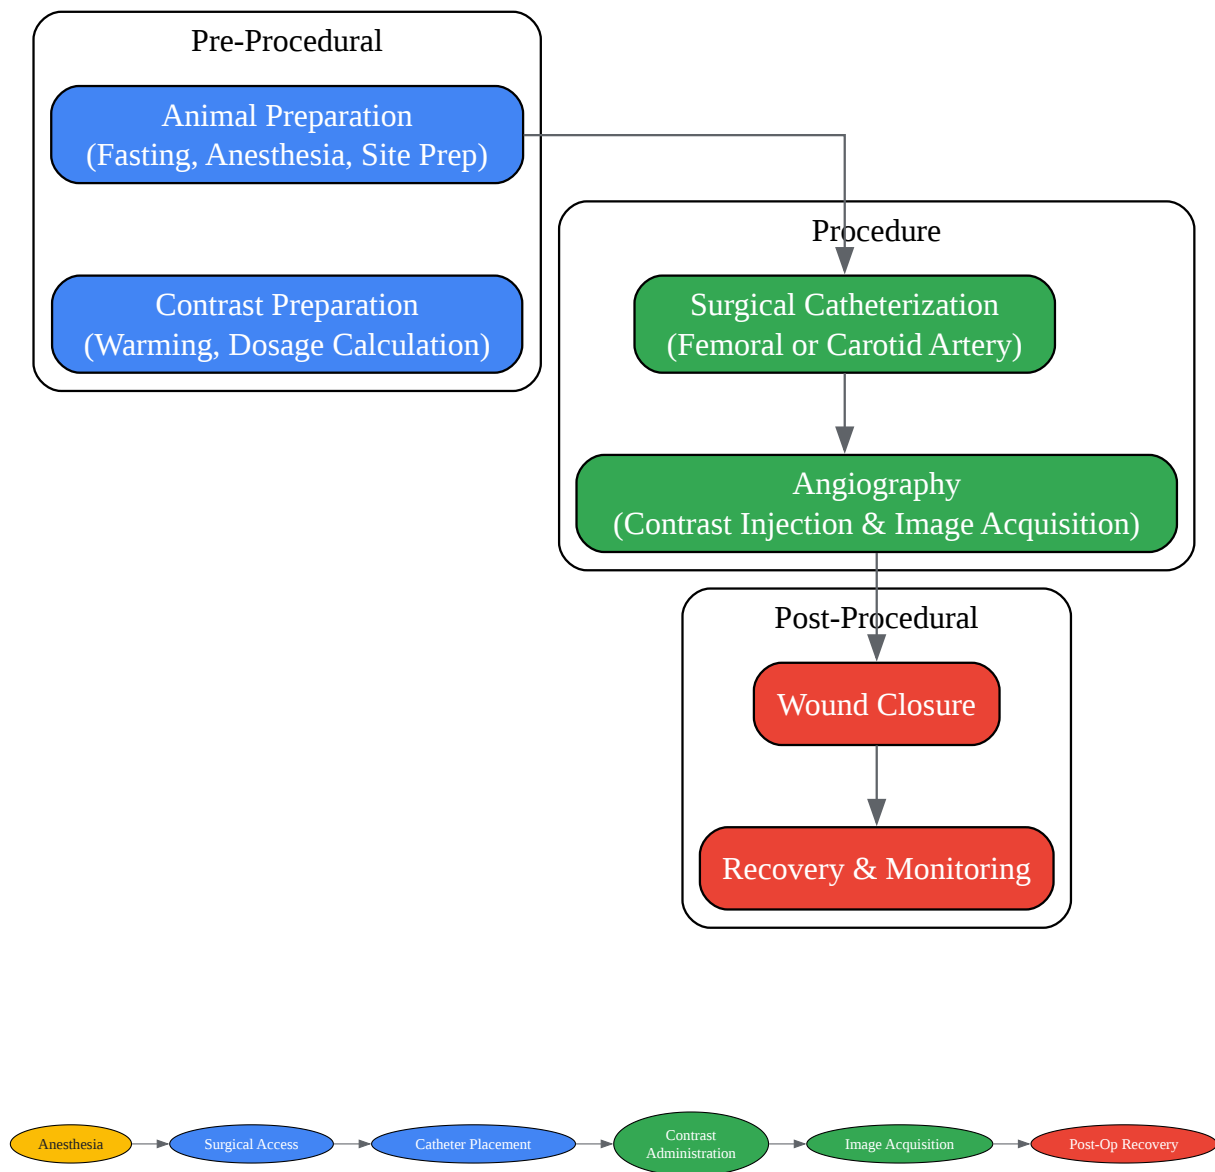 Pre-Procedural
Animal Preparation
(Fasting, Anesthesia, Site Prep)
Contrast Preparation
(Warming, Dosage Calculation)
Procedure
Surgical Catheterization
(Femoral or Carotid Artery)
Angiography
(Contrast Injection & Image Acquisition)
Post-Procedural
Wound Closure
Recovery & Monitoring
Anesthesia
Surgical Access
Catheter Placement
Contrast
Administration
Image Acquisition
Post-Op Recovery